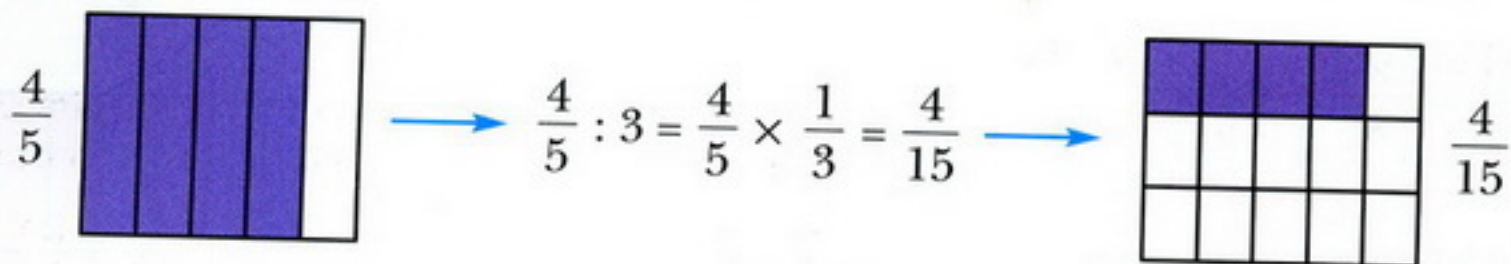 4/5 → 4/5 : 3 = 4/5 × 1/3 = 4/15 → 4/15